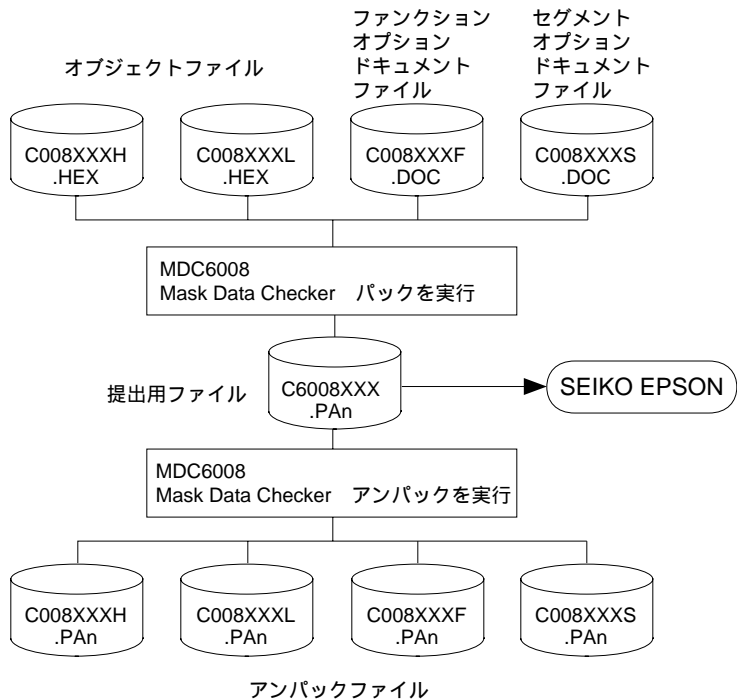 オブジェクトファイル
ファンクション
オプション
ドキュメント
ファイル
セグメント
オプション
ドキュメント
ファイル
C008XXXH
.HEX
C008XXXL
.HEX
C008XXXF
.DOC
C008XXXS
.DOC
MDC6008
Mask Data Checker　パックを実行
提出用ファイル
C6008XXX
.PAn
SEIKO EPSON
MDC6008
Mask Data Checker　アンパックを実行
C008XXXH
.PAn
C008XXXL
.PAn
C008XXXF
.PAn
C008XXXS
.PAn
アンパックファイル